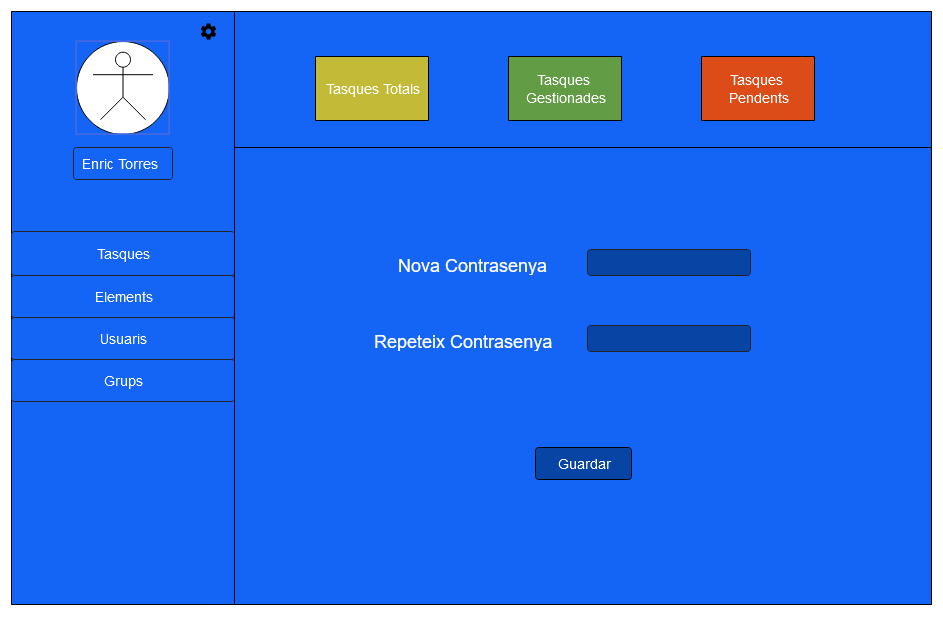 Enric Torres
Tasques
Elements
Usuaris
Grups
Tasques Totals
Tasques
Gestionades
Tasques
Pendents
Nova Contrasenya
Repeteix Contrasenya
Guardar